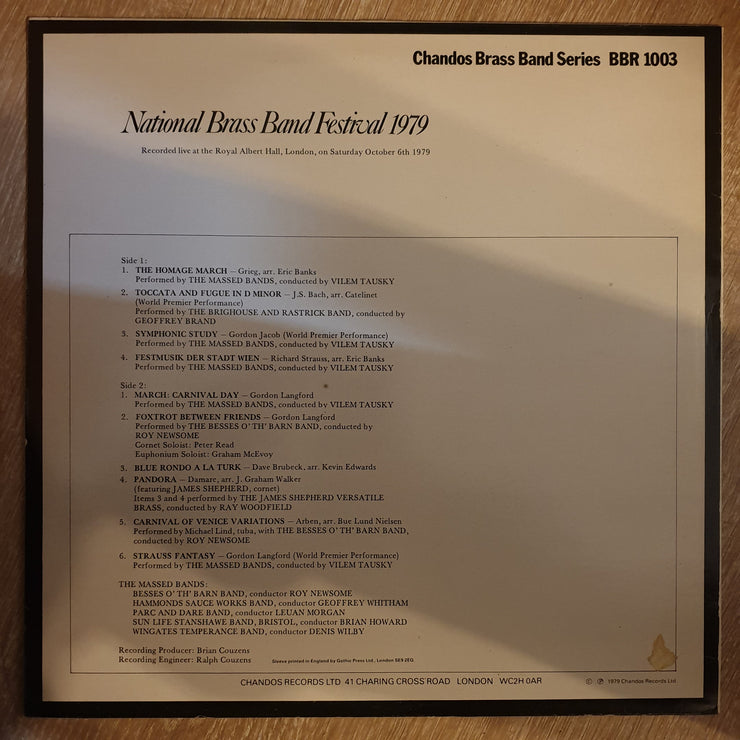 Chandos Brass Band Series BBR 1003
National Brass Band Festival 1979
Recorded live at the Royal Albert Hall, London, on Saturday October 6th 1979
Side 1:
1. THE HOMAGE MARCH — Grieg, arr. Eric Banks
Performed by THE MASSED BANDS, conducted by VILEM TAUSKY
2. TOCCATA AND FUGUE IN D MINOR — J.S. Bach, arr. Catelinet
(World Premier Performance)
Performed by THE BRIGHOUSE AND RASTRICK BAND, conducted by
GEOFFREY BRAND
3. SYMPHONIC STUDY — Gordon Jacob (World Premier Performance)
Performed by THE MASSED BANDS, conducted by VILEM TAUSKY
4. FESTMUSIK DER STADT WIEN — Richard Strauss, arr. Eric Banks
Performed by THE MASSED BANDS, conducted by VILEM TAUSKY
Side 2:
1. MARCH: CARNIVAL DAY — Gordon Langford
Performed by THE MASSED BANDS, conducted by VILEM TAUSKY
2. FOXTROT BETWEEN FRIENDS — Gordon Langford
Performed by THE BESSES O' TH' BARN BAND, conducted by
ROY NEWSOME
Cornet Soloist: Peter Read
Euphonium Soloist: Graham McEvoy
3. BLUE RONDO A LA TURK — Dave Brubeck, arr. Kevin Edwards
4. PANDORA — Damare, arr. J. Graham Walker
(featuring JAMES SHEPHERD, cornet)
Items 3 and 4 performed by THE JAMES SHEPHERD VERSATILE
BRASS, conducted by RAY WOODFIELD
5. CARNIVAL OF VENICE VARIATIONS — Arben, arr. Bue Lund Nielsen
Performed by Michael Lind, tuba, with THE BESSES O' TH' BARN BAND,
conducted by ROY NEWSOME
6. STRAUSS FANTASY — Gordon Langford (World Premier Performance)
Performed by THE MASSED BANDS, conducted by VILEM TAUSKY
THE MASSED BANDS:
BESSES O' TH' BARN BAND, conductor ROY NEWSOME
HAMMONDS SAUCE WORKS BAND, conductor GEOFFREY WHITHAM
PARC AND DARE BAND, conductor LEUAN MORGAN
SUN LIFE STANSHAWE BAND, BRISTOL, conductor BRIAN HOWARD
WINGATES TEMPERANCE BAND, conductor DENIS WILBY
Recording Producer: Brian Couzens
Recording Engineer: Ralph Couzens
Sleeve printed in England by Gothic Press Ltd., London SE9 2EG.
CHANDOS RECORDS LTD 41 CHARING CROSS ROAD LONDON WC2H 0AR
© ℗ 1979 Chandos Records Ltd.